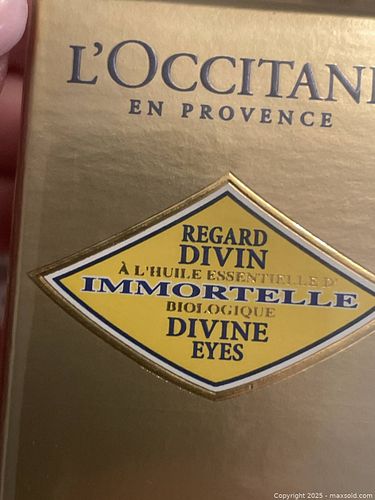 L'OCCITAN
EN PROVENCE
REGARD
DIVIN
À L'HUILE ESSENTIELLE D'
IMMORTELLE
BIOLOGIQUE
DIVINE
EYES
Copyright 2025 - maxsold.com